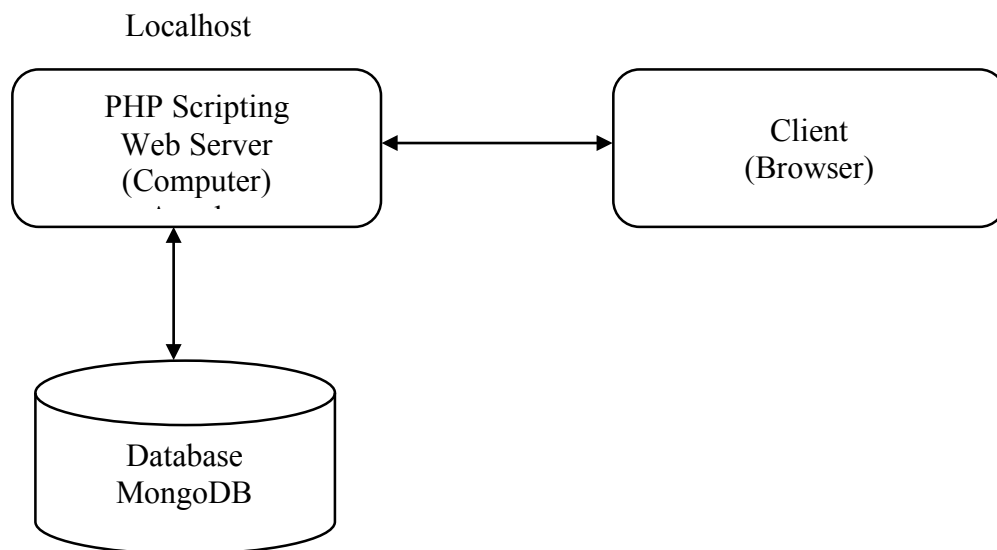 Localhost
PHP Scripting
Web Server
(Computer)
Client
(Browser)
Database
MongoDB